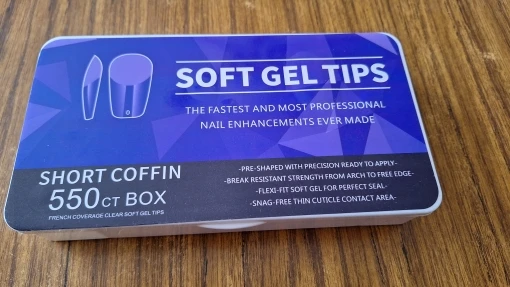 SOFT GEL TIPS
THE FASTEST AND MOST PROFESSIONAL
NAIL ENHANCEMENTS EVER MADE
SHORT COFFIN
550CT BOX
FRENCH COVERAGE CLEAR SOFT GEL TIPS
-PRE-SHAPED WITH PRECISION READY TO APPLY-
-BREAK RESISTANT STRENGTH FROM ARCH TO FREE EDGE-
-FLEXI-FIT SOFT GEL FOR PERFECT SEAL-
-SNAG-FREE THIN CUTICLE CONTACT AREA-